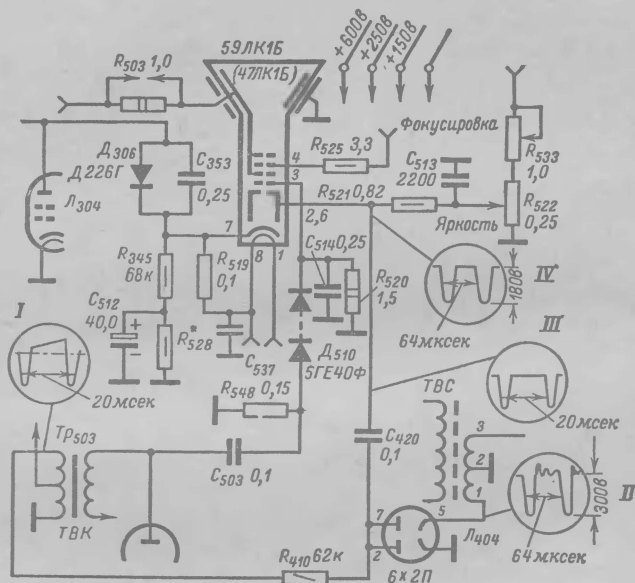 59ЛК1Б
(47ЛК1Б)
+600В
+250В
+150В
R503 1,0
Фокусировка
R525 3,3
4
3
C513
2200
R533
1,0
Д306
Д226Г
C353
0,25
Л304
R521 0,82
Яркость
R522
0,25
7
2,6
8
1
R345
68к
R519
0,1
C514 0,25
R520
1,5
IV
180В
64мксек
III
I
C512
40,0
+
−
R528*
C537
Д510
5ГЕ40Ф
20мсек
R548 0,15
ТВС
20мсек
3
2
1
Тр503
ТВК
C503 0,1
C420
0,1
II
300В
64мксек
7
5
2
Л404
R410 62к
6х2П